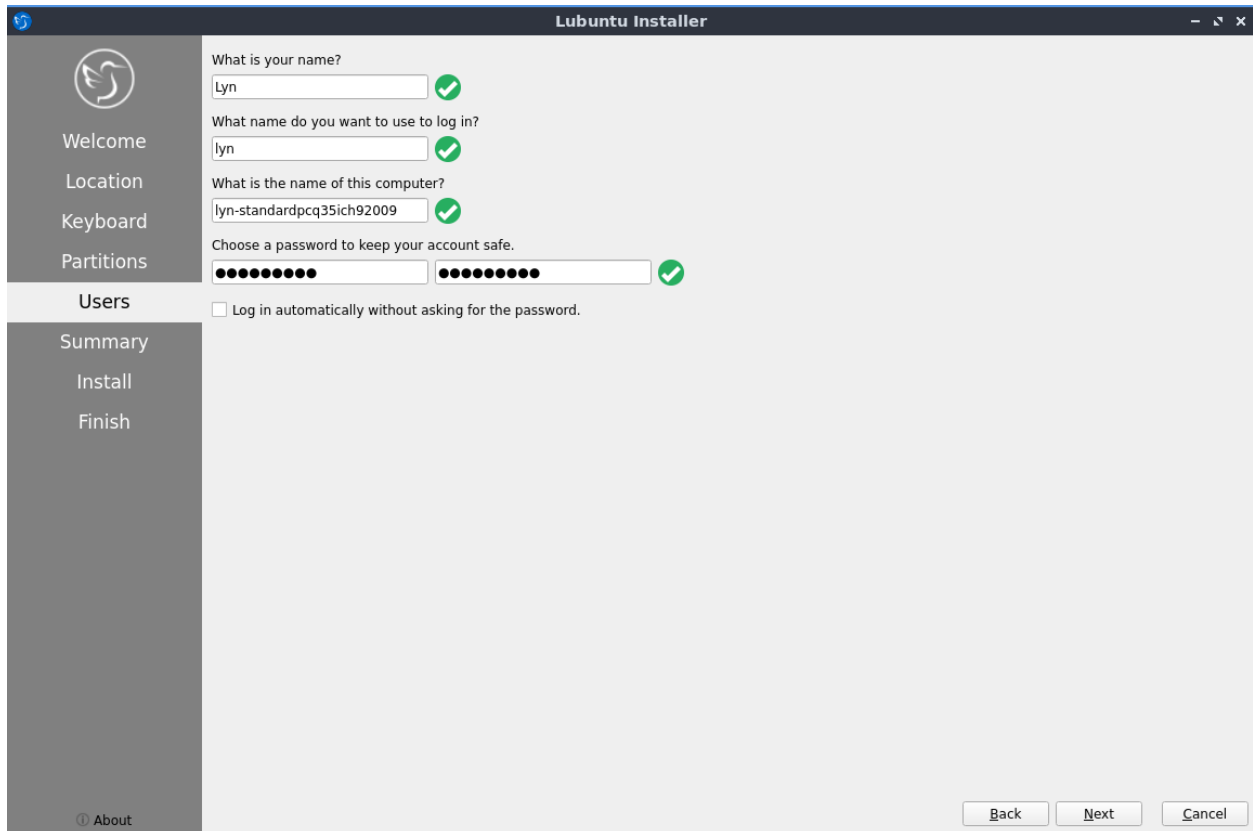 Lubuntu Installer
Welcome
Location
Keyboard
Partitions
Users
Summary
Install
Finish
About
What is your name?
Lyn
What name do you want to use to log in?
lyn
What is the name of this computer?
lyn-standardpcq35ich92009
Choose a password to keep your account safe.
●●●●●●●●● ●●●●●●●●●
Log in automatically without asking for the password.
Back Next Cancel